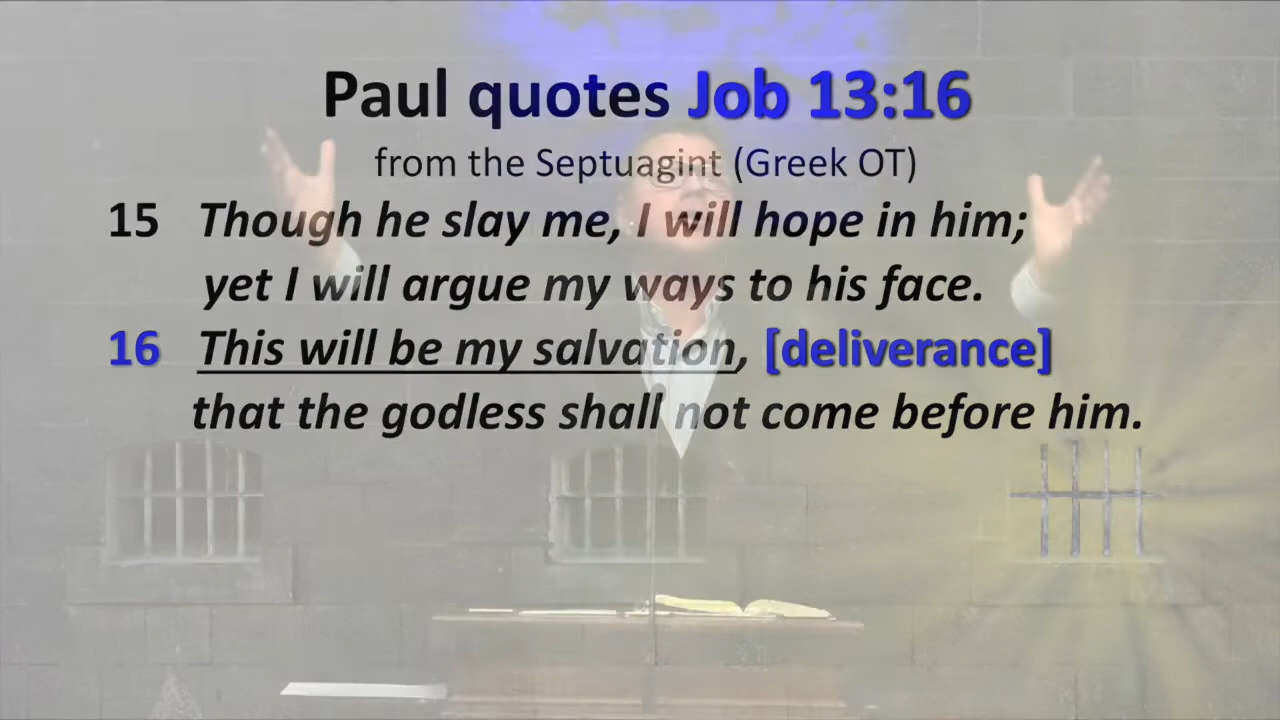 Paul quotes Job 13:16
from the Septuagint (Greek OT)
15 Though he slay me, I will hope in him;
yet I will argue my ways to his face.
16 This will be my salvation, [deliverance]
that the godless shall not come before him.